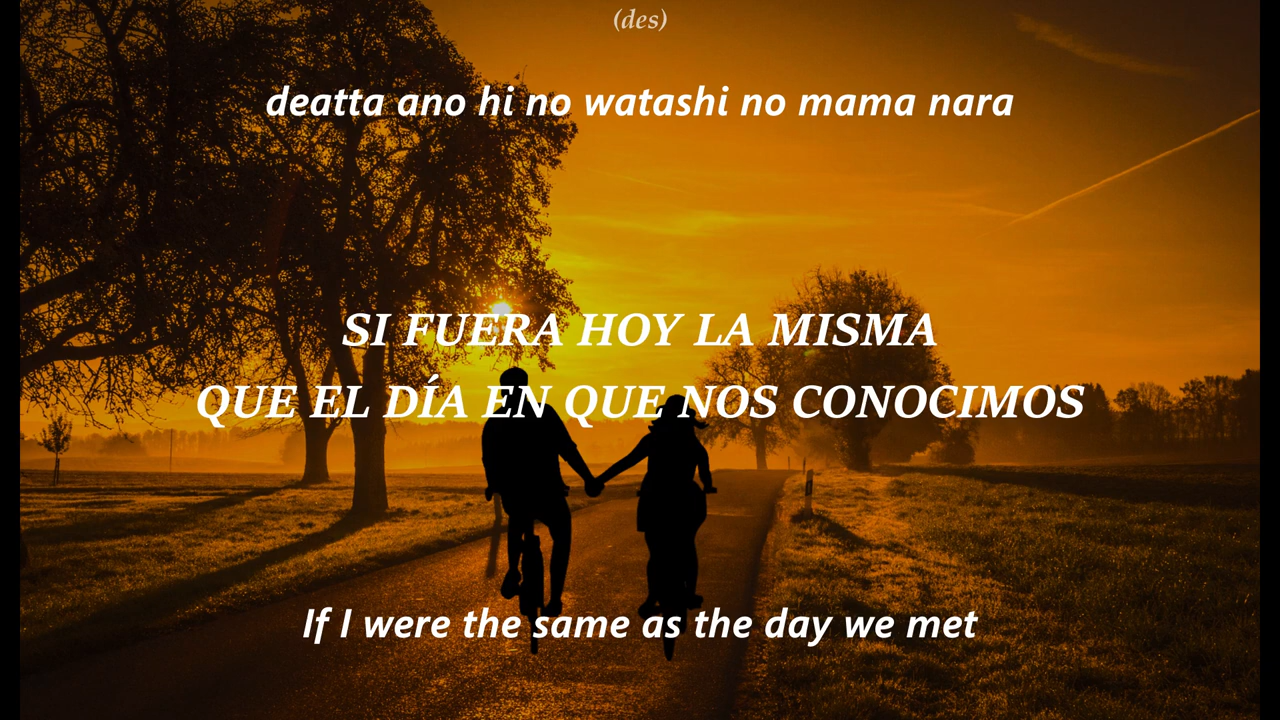 (des)
deatta ano hi no watashi no mama nara
SI FUERA HOY LA MISMA
QUE EL DÍA EN QUE NOS CONOCIMOS
If I were the same as the day we met